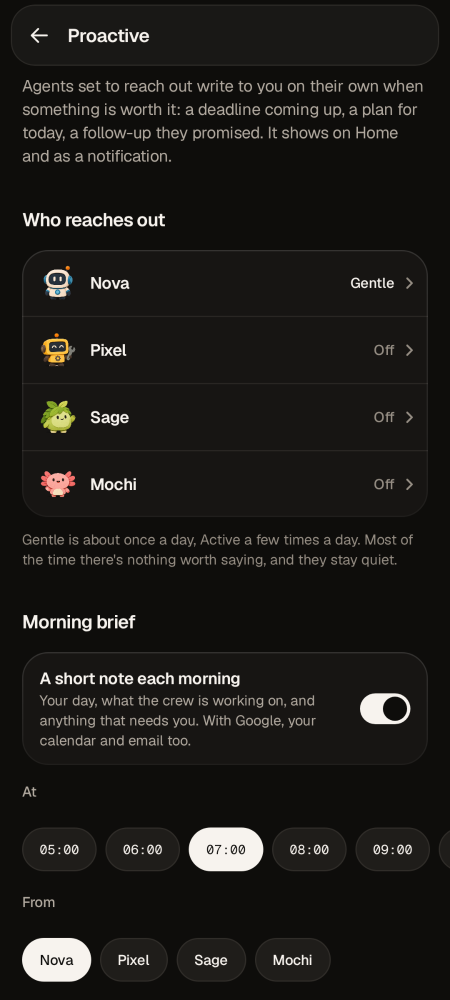 Proactive
Agents set to reach out write to you on their own when
something is worth it: a deadline coming up, a plan for
today, a follow-up they promised. It shows on Home
and as a notification.
Who reaches out
Nova
Gentle
Pixel
Off
Sage
Off
Mochi
Off
Gentle is about once a day, Active a few times a day. Most of
the time there's nothing worth saying, and they stay quiet.
Morning brief
A short note each morning
Your day, what the crew is working on, and
anything that needs you. With Google, your
calendar and email too.
At
05:00 06:00 07:00 08:00 09:00
From
Nova Pixel Sage Mochi